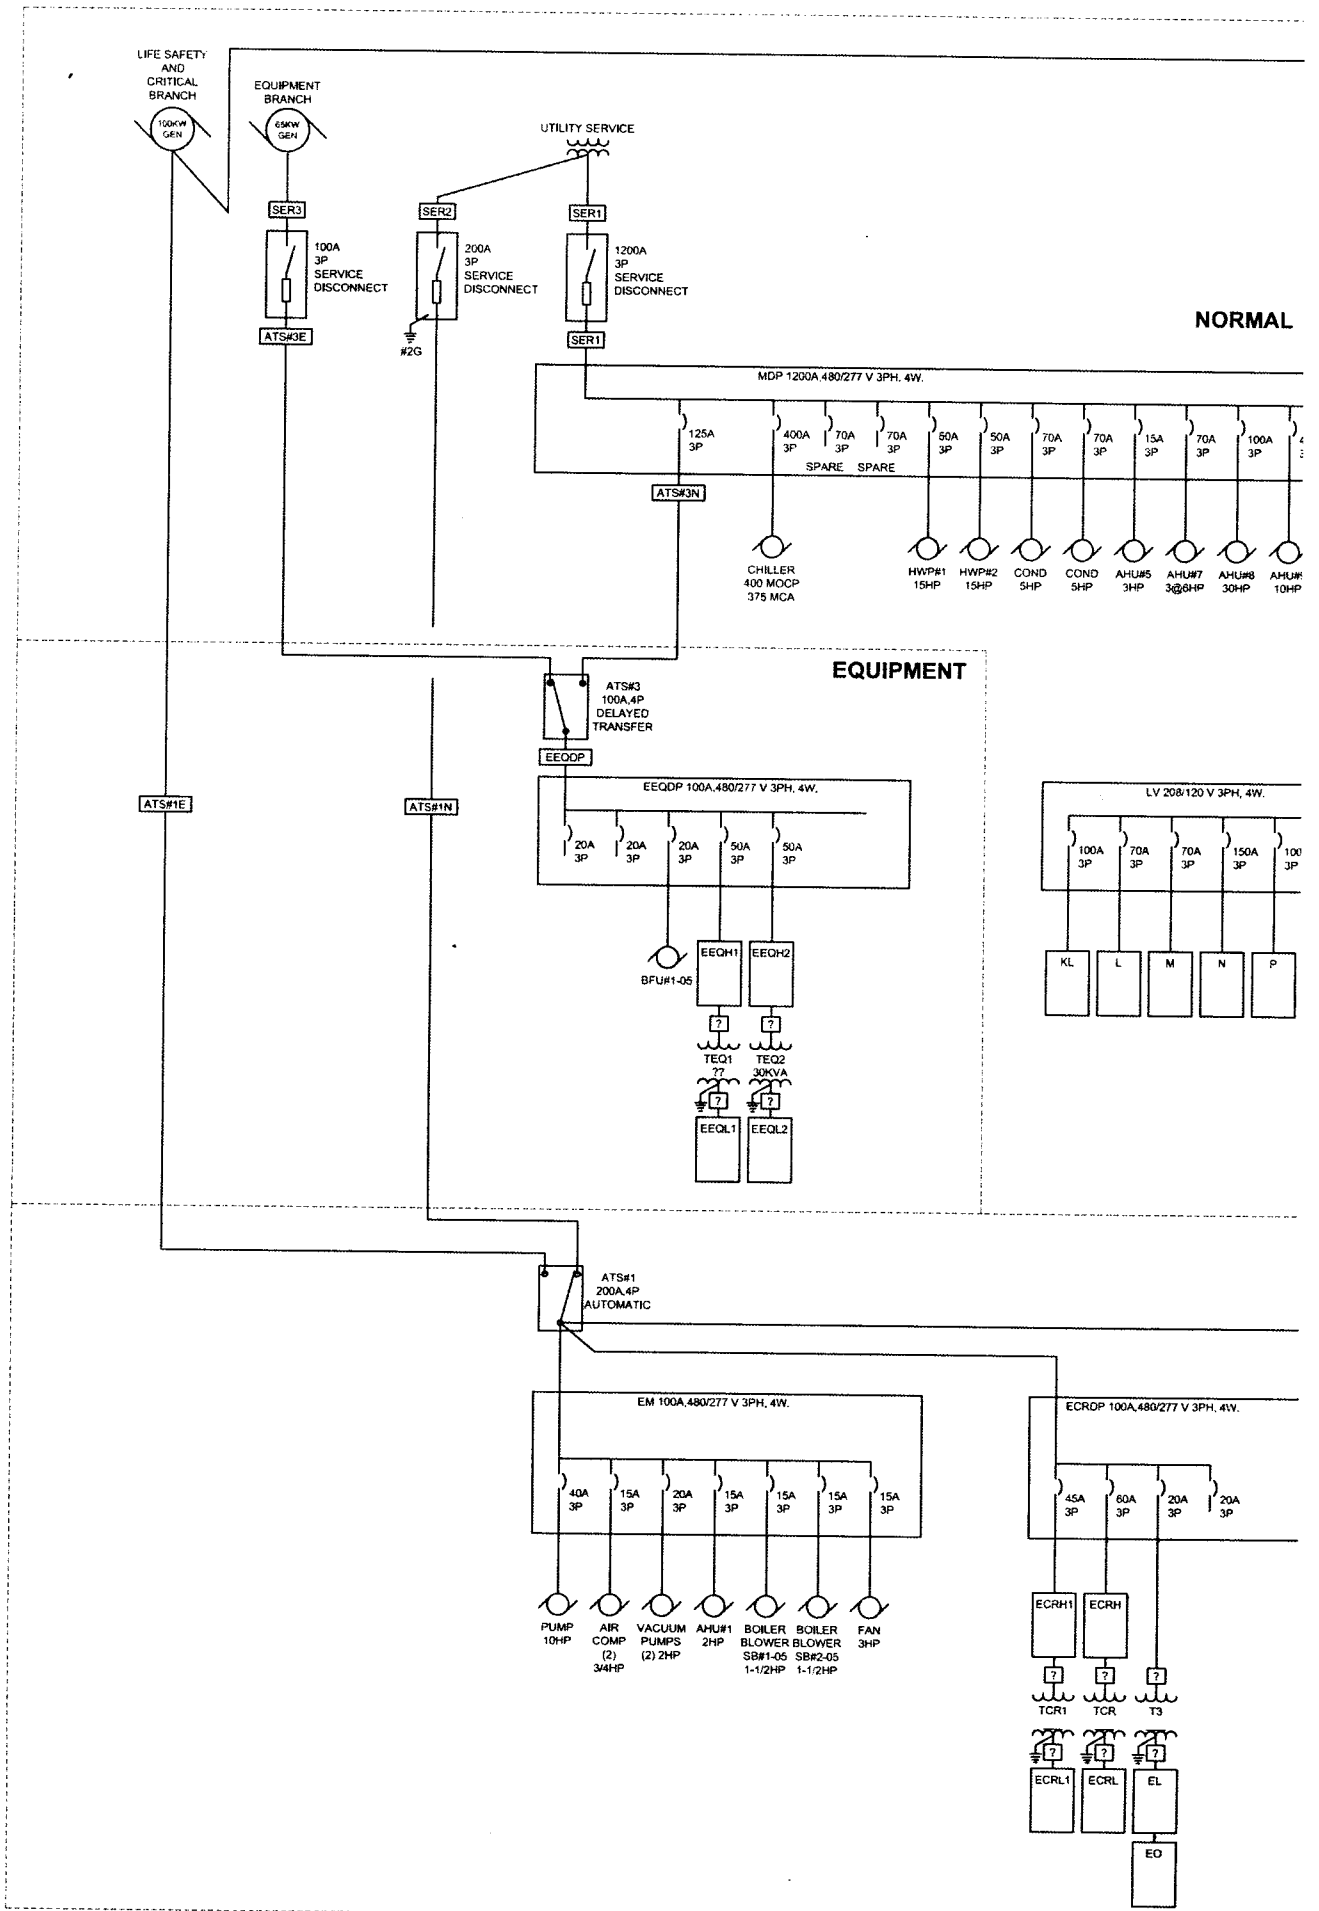 LIFE SAFETY
AND
CRITICAL
BRANCH
100KW
GEN
EQUIPMENT
BRANCH
65KW
GEN
UTILITY SERVICE
SER3
SER2
SER1
100A
3P
SERVICE
DISCONNECT
200A
3P
SERVICE
DISCONNECT
1200A
3P
SERVICE
DISCONNECT
ATS#3E
#2G
SER1
NORMAL
MDP 1200A,480/277 V 3PH, 4W.
125A
3P
400A
3P
70A
3P
SPARE
70A
3P
SPARE
50A
3P
50A
3P
70A
3P
70A
3P
15A
3P
70A
3P
100A
3P
ATS#3N
CHILLER
400 MOCP
375 MCA
HWP#1
15HP
HWP#2
15HP
COND
5HP
COND
5HP
AHU#5
3HP
AHU#7
3@6HP
AHU#8
30HP
AHU#
10HP
EQUIPMENT
ATS#3
100A,4P
DELAYED
TRANSFER
EEQDP
ATS#1E
ATS#1N
EEQDP 100A,480/277 V 3PH, 4W.
20A
3P
20A
3P
20A
3P
50A
3P
50A
3P
LV 208/120 V 3PH, 4W.
100A
3P
70A
3P
70A
3P
150A
3P
100
3P
BFU#1-05
EEQH1
EEQH2
KL
L
M
N
P
?
?
TEQ1
??
TEQ2
30KVA
?
?
EEQL1
EEQL2
ATS#1
200A,4P
AUTOMATIC
EM 100A,480/277 V 3PH, 4W.
40A
3P
15A
3P
20A
3P
15A
3P
15A
3P
15A
3P
15A
3P
ECRDP 100A,480/277 V 3PH, 4W.
45A
3P
60A
3P
20A
3P
20A
3P
PUMP
10HP
AIR
COMP
(2)
3/4HP
VACUUM
PUMPS
(2) 2HP
AHU#1
2HP
BOILER
BLOWER
SB#1-05
1-1/2HP
BOILER
BLOWER
SB#2-05
1-1/2HP
FAN
3HP
ECRH1
ECRH
?
?
?
TCR1
TCR
T3
?
?
?
ECRL1
ECRL
EL
EO